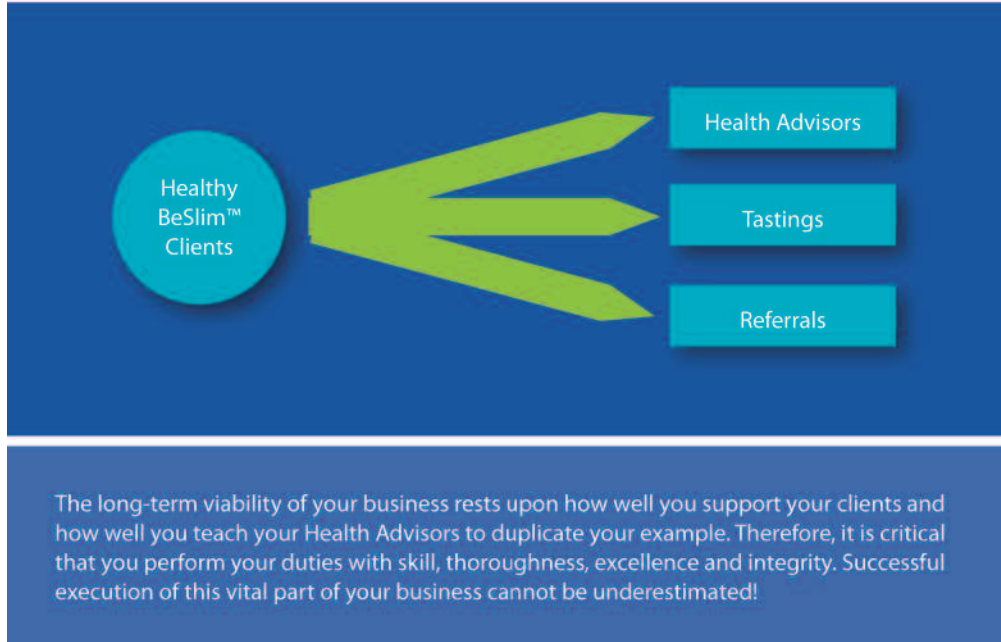 Healthy
BeSlim™
Clients
Health Advisors
Tastings
Referrals
The long-term viability of your business rests upon how well you support your clients and
how well you teach your Health Advisors to duplicate your example. Therefore, it is critical
that you perform your duties with skill, thoroughness, excellence and integrity. Successful
execution of this vital part of your business cannot be underestimated!